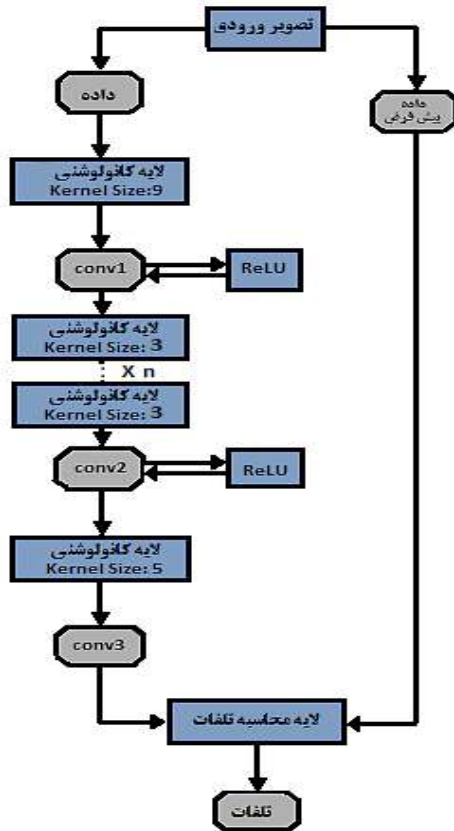 تصویر ورودی
داده
داده
پیش فرض
لایه کانولوشنی
Kernel Size:9
conv1
ReLU
لایه کانولوشنی
Kernel Size: 3
X n
لایه کانولوشنی
Kernel Size: 3
conv2
ReLU
لایه کانولوشنی
Kernel Size: 5
conv3
لایه محاسبه تلفات
تلفات